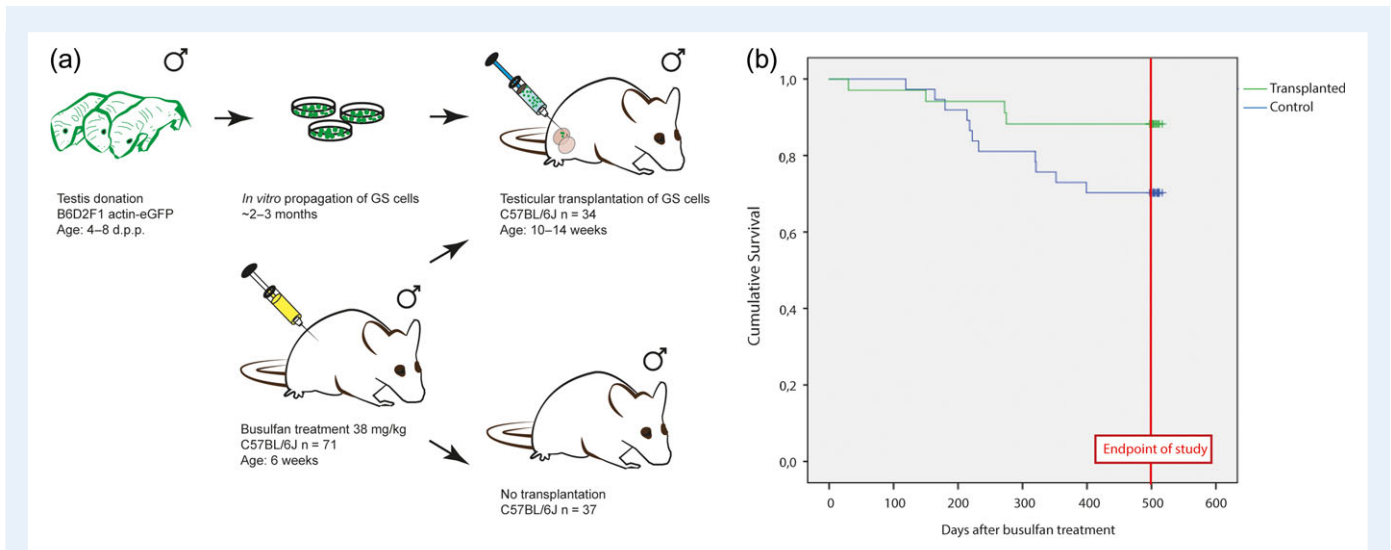 (a)
♂
Testis donation
B6D2F1 actin-eGFP
Age: 4–8 d.p.p.
In vitro propagation of GS cells
~2–3 months
♂
Testicular transplantation of GS cells
C57BL/6J n = 34
Age: 10–14 weeks
♂
Busulfan treatment 38 mg/kg
C57BL/6J n = 71
Age: 6 weeks
♂
No transplantation
C57BL/6J n = 37
(b)
Cumulative Survival
1,0
0,8
0,6
0,4
0,2
0,0
Transplanted
Control
Endpoint of study
0 100 200 300 400 500 600
Days after busulfan treatment